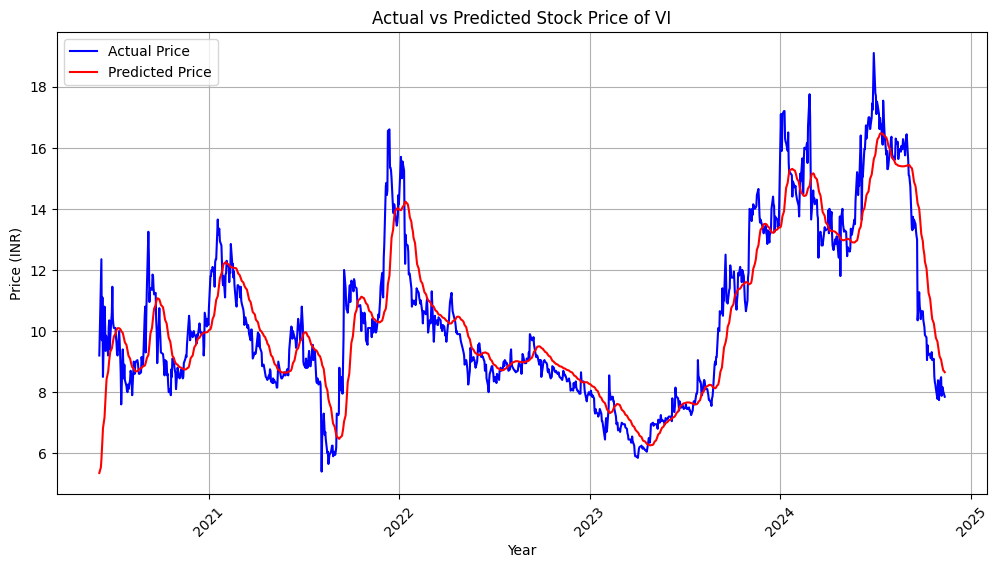 Actual vs Predicted Stock Price of VI
Actual Price
Predicted Price
Price (INR)
18
16
14
12
10
8
6
2021
2022
2023
2024
2025
Year